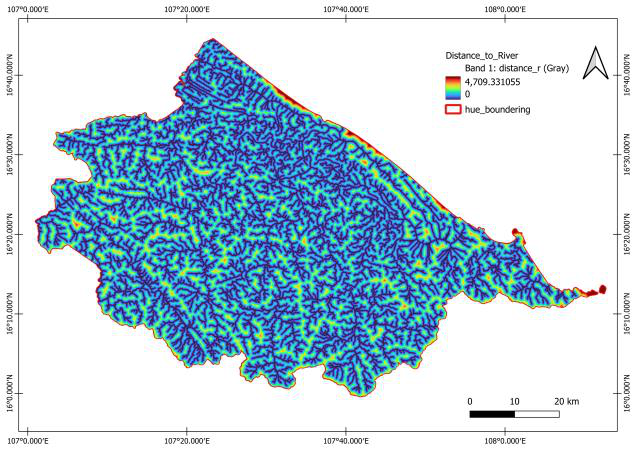 107°0.000'E 107°20.000'E 107°40.000'E 108°0.000'E
Distance_to_River
Band 1: distance_r (Gray)
4,709.331055
0
hue_boundering
16°40.000'N 16°40.000'N
16°30.000'N 16°30.000'N
16°20.000'N 16°20.000'N
16°10.000'N 16°10.000'N
16°0.000'N 16°0.000'N
0 10 20 km
107°0.000'E 107°20.000'E 107°40.000'E 108°0.000'E